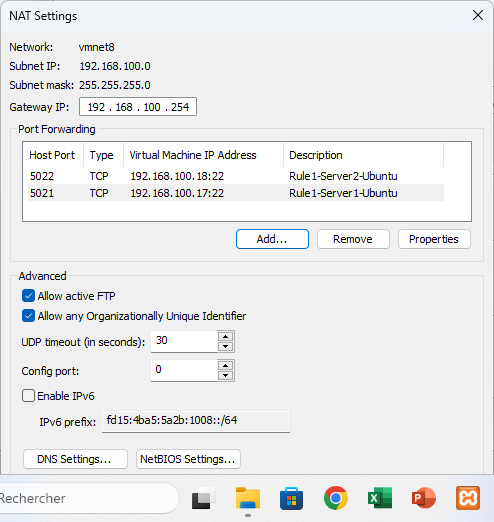 NAT Settings
Network: vmnet8
Subnet IP: 192.168.100.0
Subnet mask: 255.255.255.0
Gateway IP: 192 . 168 . 100 . 254
Port Forwarding
Host Port Type Virtual Machine IP Address Description
5022 TCP 192.168.100.18:22 Rule1-Server2-Ubuntu
5021 TCP 192.168.100.17:22 Rule1-Server1-Ubuntu
Add... Remove Properties
Advanced
Allow active FTP
Allow any Organizationally Unique Identifier
UDP timeout (in seconds): 30
Config port: 0
Enable IPv6
IPv6 prefix: fd15:4ba5:5a2b:1008::/64
DNS Settings... NetBIOS Settings...
Rechercher